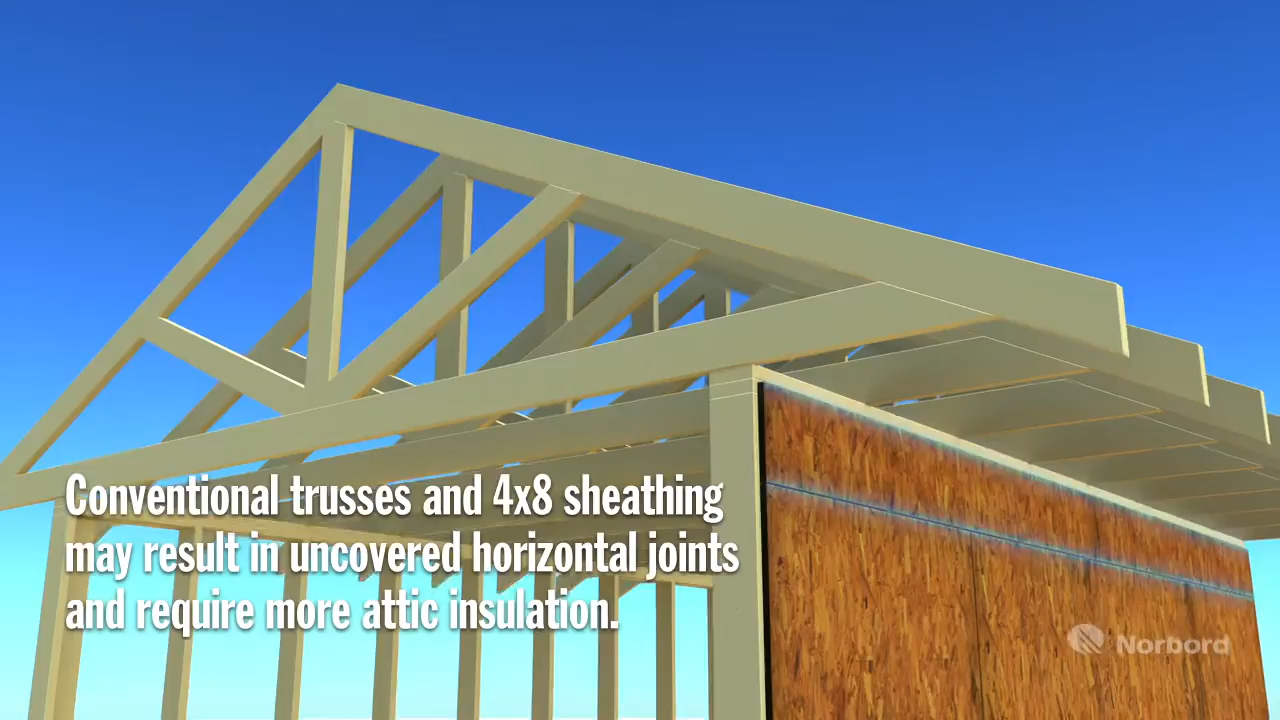 Conventional trusses and 4x8 sheathing
may result in uncovered horizontal joints
and require more attic insulation.
Norbord